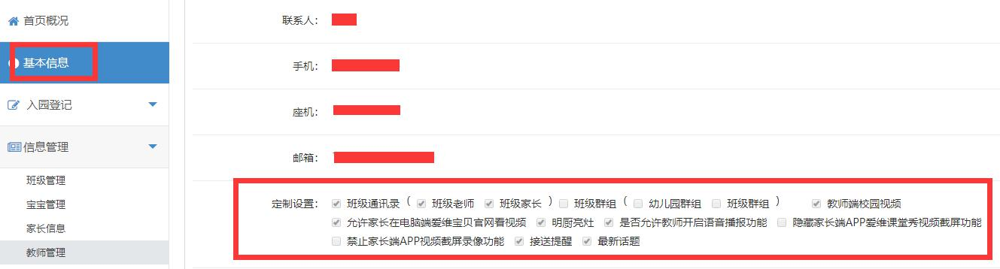 首页概况
基本信息
入园登记
信息管理
班级管理
宝宝管理
家长信息
教师管理
联系人：
手机：
座机：
邮箱：
定制设置： 班级通讯录 （ 班级老师 班级家长 ） 班级群组 （ 幼儿园群组 班级群组 ） 教师端校园视频
允许家长在电脑端爱维宝贝官网看视频 明厨亮灶 是否允许教师开启语音播报功能 隐藏家长端APP爱维课堂秀视频截屏功能
禁止家长端APP视频截屏录像功能 接送提醒 最新话题